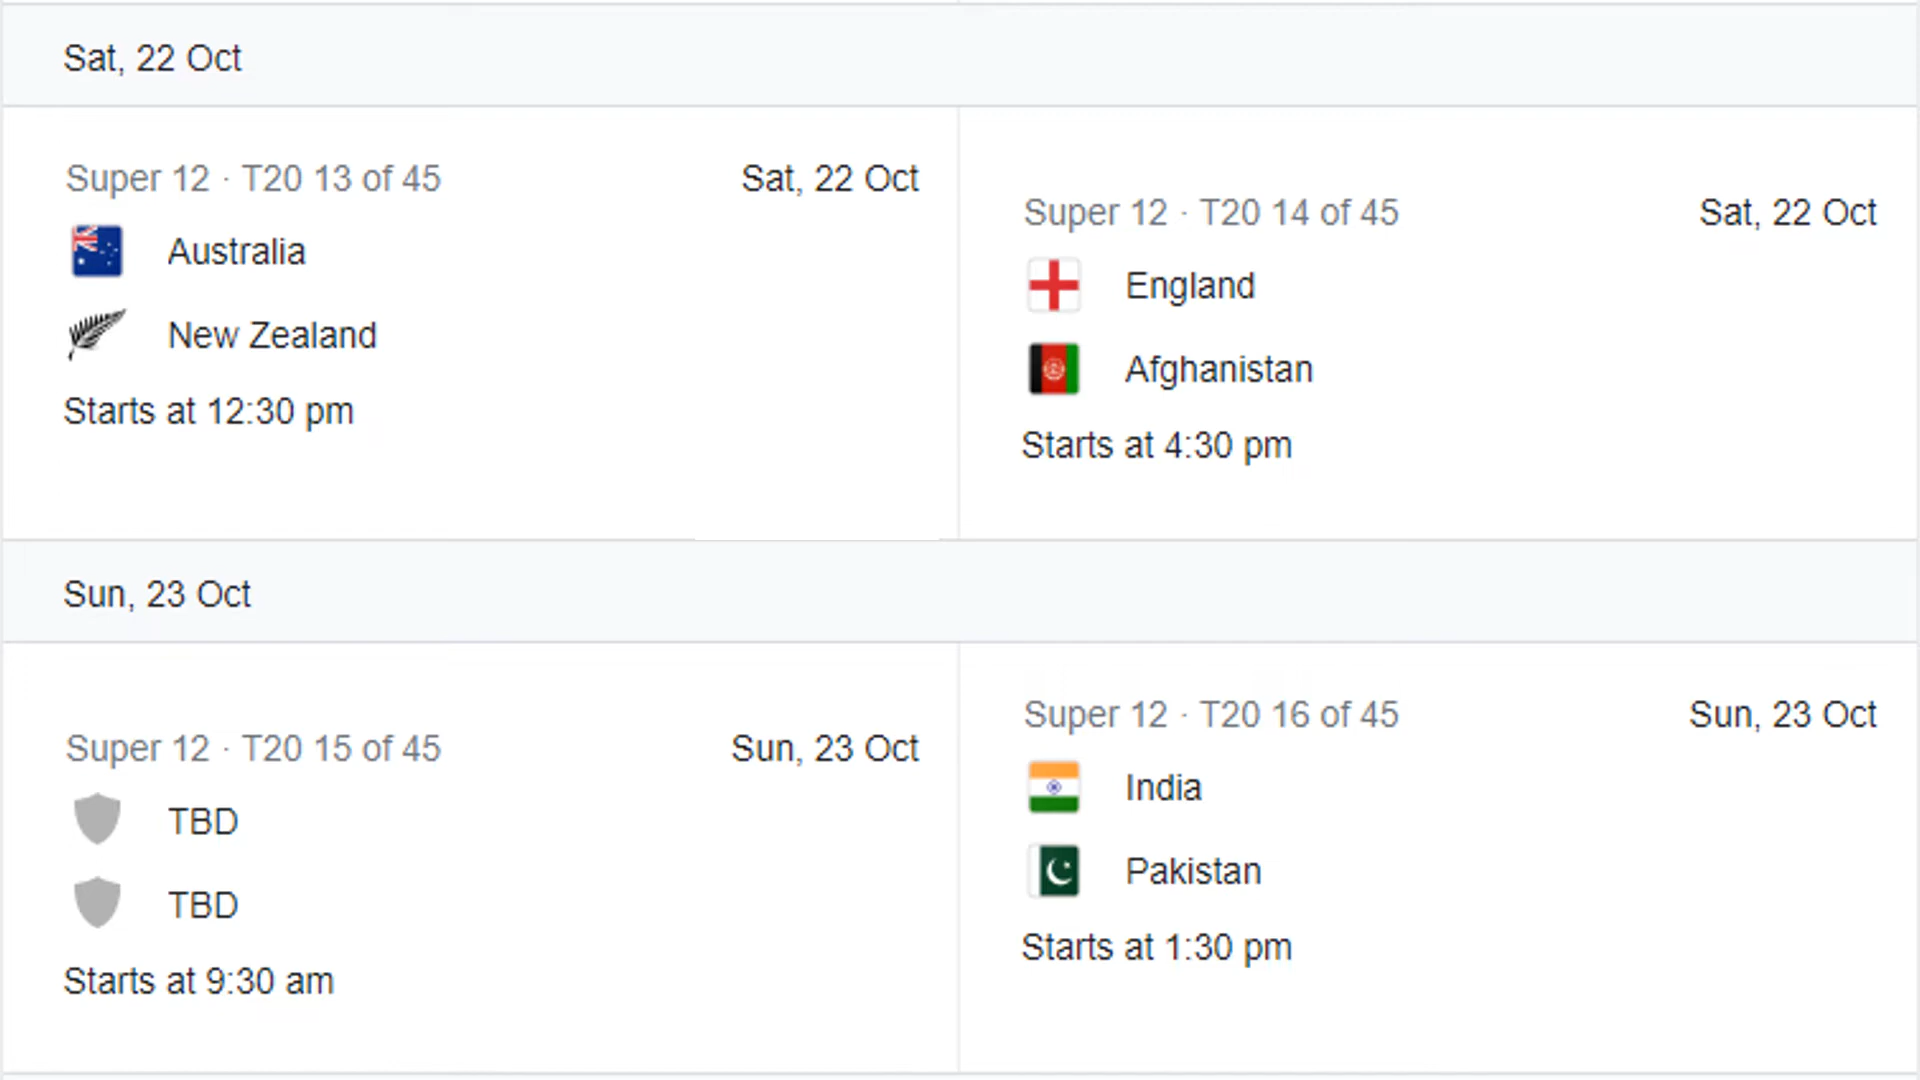 Sat, 22 Oct
Super 12 · T20 13 of 45
Sat, 22 Oct
Australia
New Zealand
Starts at 12:30 pm
Super 12 · T20 14 of 45
Sat, 22 Oct
England
Afghanistan
Starts at 4:30 pm
Sun, 23 Oct
Super 12 · T20 15 of 45
Sun, 23 Oct
TBD
TBD
Starts at 9:30 am
Super 12 · T20 16 of 45
Sun, 23 Oct
India
Pakistan
Starts at 1:30 pm